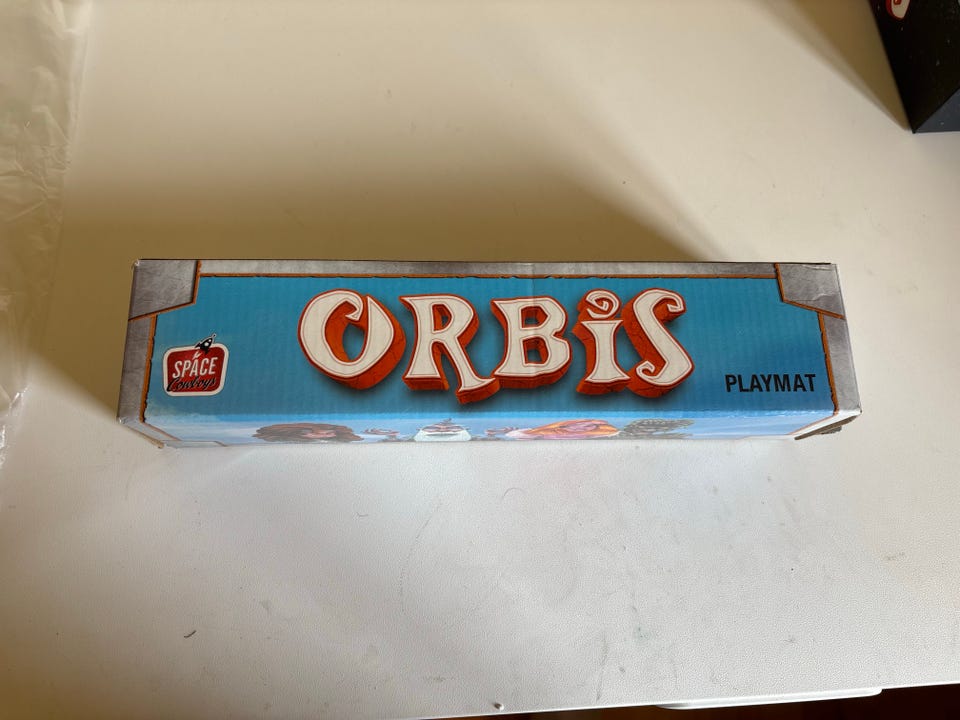 ORBiS
SPACE
Cowboys
PLAYMAT